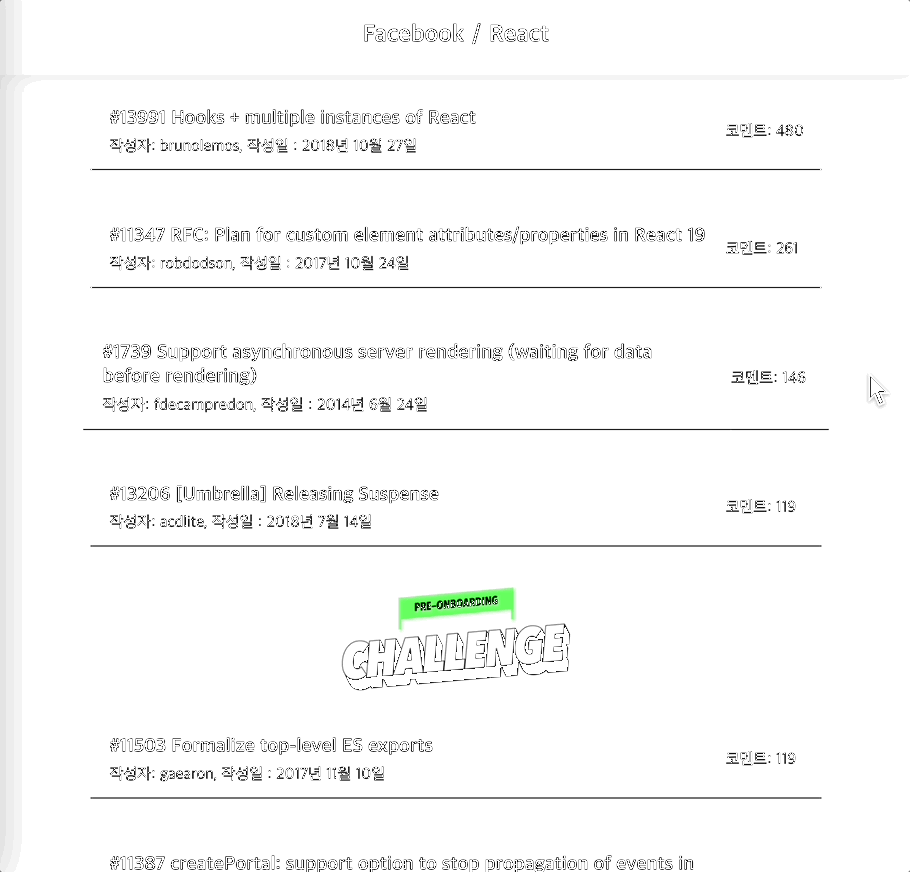 Facebook / React
#13991 Hooks + multiple instances of React
작성자: brunolemos, 작성일 : 2018년 10월 27일
코멘트: 480
#11347 RFC: Plan for custom element attributes/properties in React 19
작성자: robdodson, 작성일 : 2017년 10월 24일
코멘트: 261
#1739 Support asynchronous server rendering (waiting for data
before rendering)
작성자: fdecampredon, 작성일 : 2014년 6월 24일
코멘트: 146
#13206 [Umbrella] Releasing Suspense
작성자: acdlite, 작성일 : 2018년 7월 14일
코멘트: 119
PRE-ONBOARDING
CHALLENGE
#11503 Formalize top-level ES exports
작성자: gaearon, 작성일 : 2017년 11월 10일
코멘트: 119
#11387 createPortal: support option to stop propagation of events in